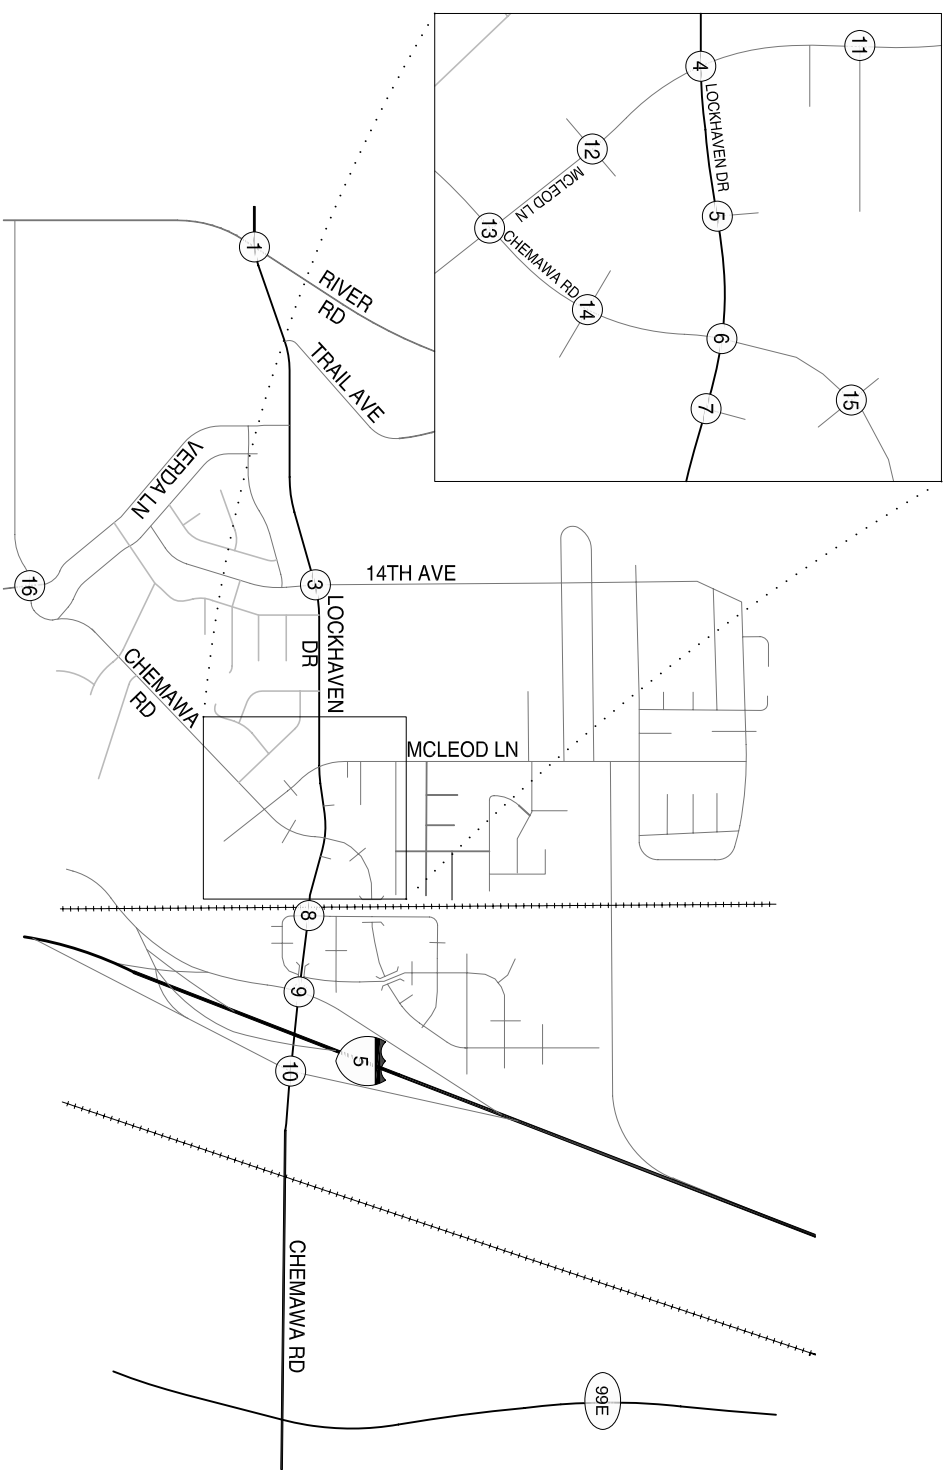 11
4
LOCKHAVEN DR
12
MCLEOD LN
5
13
CHEMAWA RD
14
6
7
15
1
RIVER
RD
TRAIL AVE
VERDA LN
16
3
14TH AVE
LOCKHAVEN
DR
CHEMAWA
RD
MCLEOD LN
8
9
5
10
CHEMAWA RD
99E